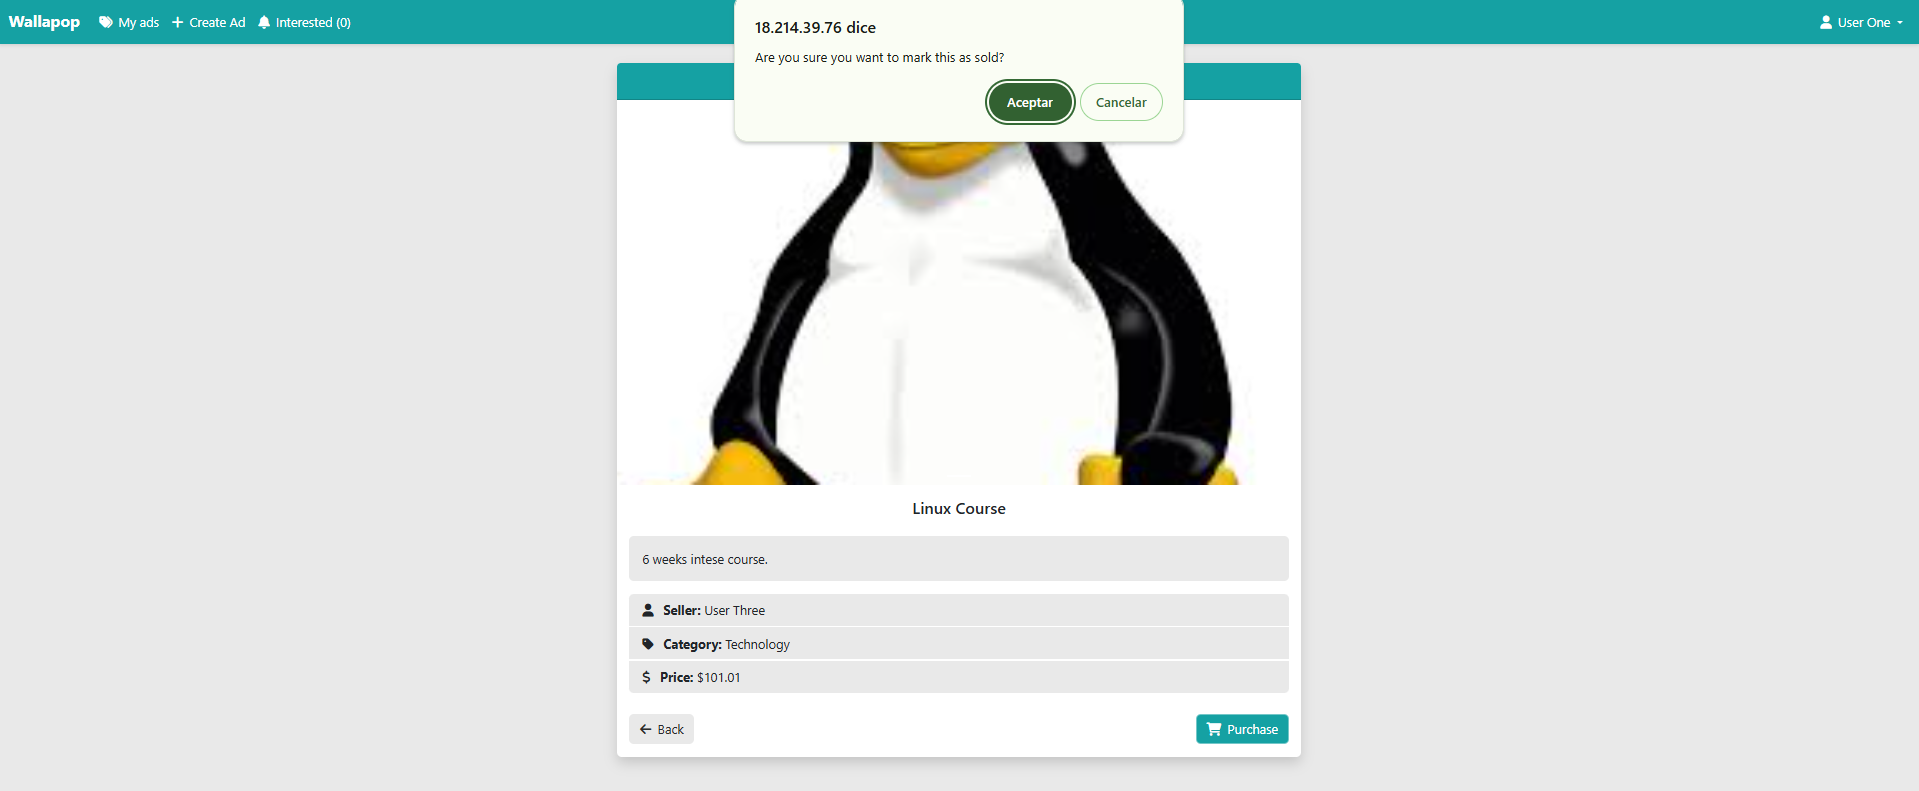 Wallapop My ads Create Ad Interested (0) User One
18.214.39.76 dice
Are you sure you want to mark this as sold?
Aceptar Cancelar
Linux Course
6 weeks intese course.
Seller: User Three
Category: Technology
Price: $101.01
Back Purchase